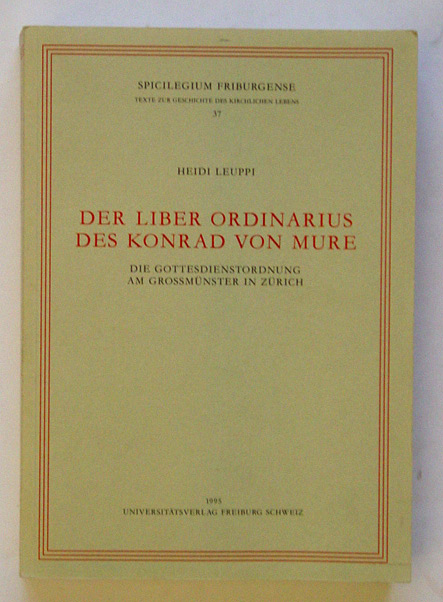 SPICILEGIUM FRIBURGENSE
TEXTE ZUR GESCHICHTE DES KIRCHLICHEN LEBENS
37
HEIDI LEUPPI
DER LIBER ORDINARIUS
DES KONRAD VON MURE
DIE GOTTESDIENSTORDNUNG
AM GROSSMÜNSTER IN ZÜRICH
1995
UNIVERSITÄTSVERLAG FREIBURG SCHWEIZ